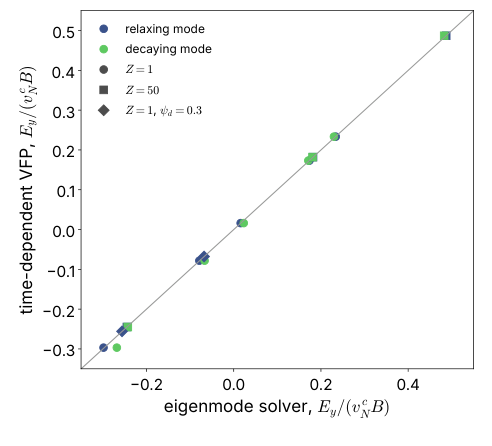 relaxing mode
decaying mode
Z = 1
Z = 50
Z = 1, ψ_d = 0.3
time-dependent VFP, E_y/(v_N^c B)
0.5
0.4
0.3
0.2
0.1
0.0
−0.1
−0.2
−0.3
−0.2 0.0 0.2 0.4
eigenmode solver, E_y/(v_N^c B)